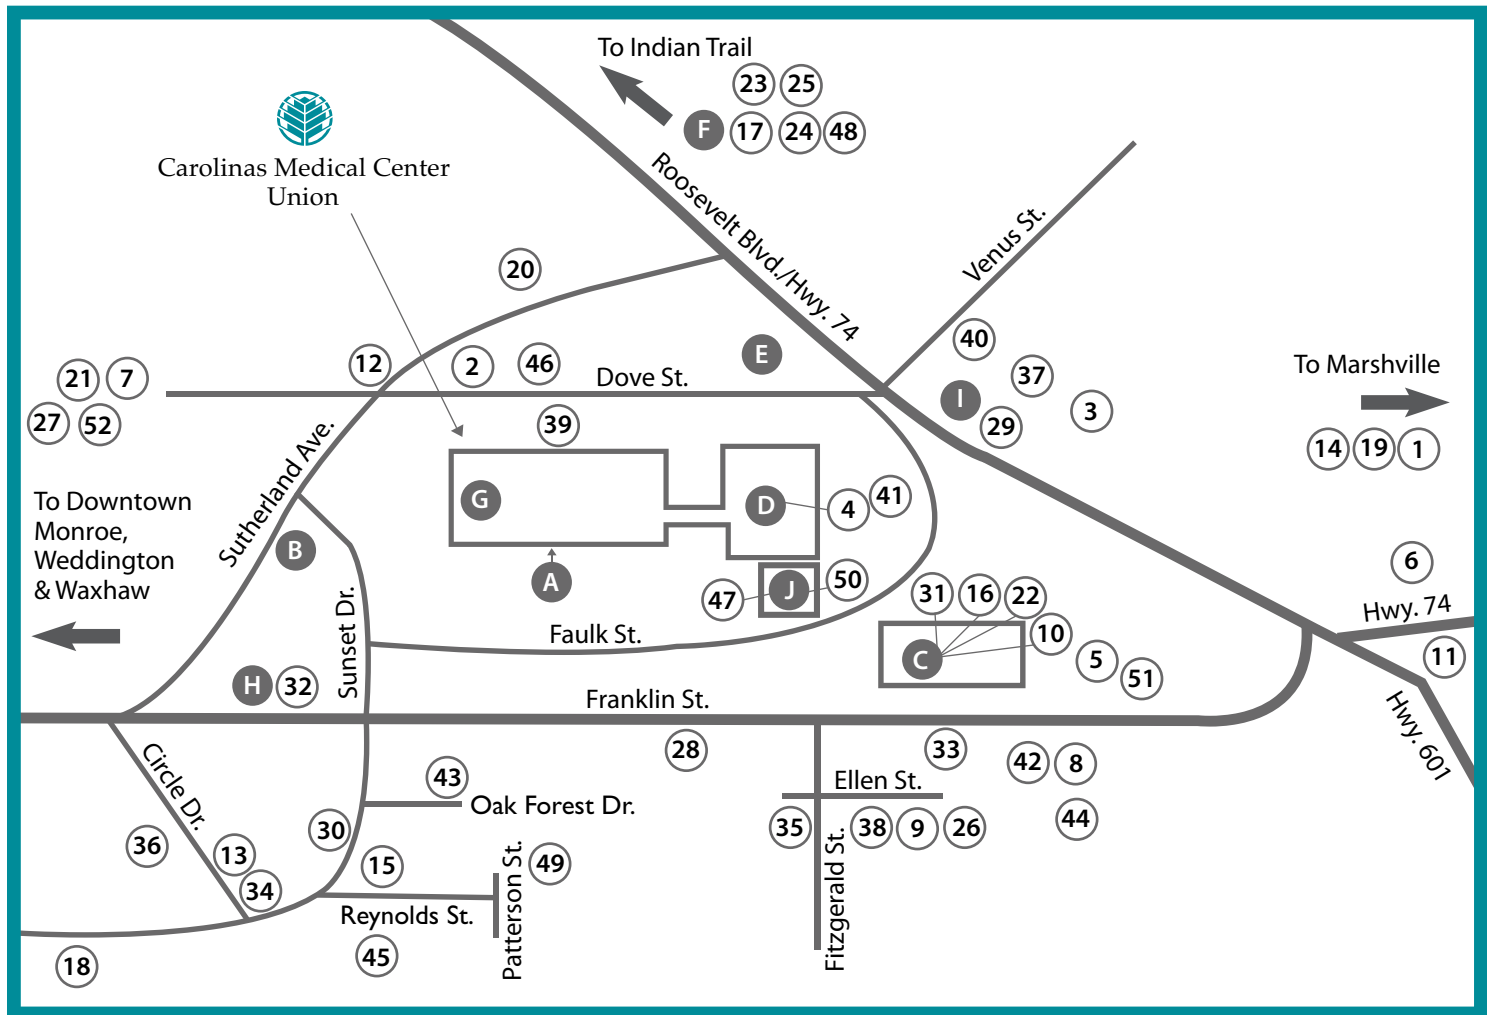 To Indian Trail
23 25
F 17 24 48
Carolinas Medical Center
Union
Roosevelt Blvd./Hwy. 74
Venus St.
20
40
E
12 2 46
37
To Marshville
21 7
Dove St.
I
3
27 52
39
29
14 19 1
Sutherland Ave.
To Downtown
Monroe,
Weddington
& Waxhaw
G
D
4 41
B
A
6
47 J 50
31 16 22
Hwy. 74
Faulk St.
10
C
5
51
11
Sunset Dr.
H 32
Franklin St.
Hwy. 601
28
33
42 8
Circle Dr.
43
Ellen St.
Oak Forest Dr.
30
35
38 9 26
44
36
13
15
49
34
Patterson St.
Fitzgerald St.
Reynolds St.
18
45